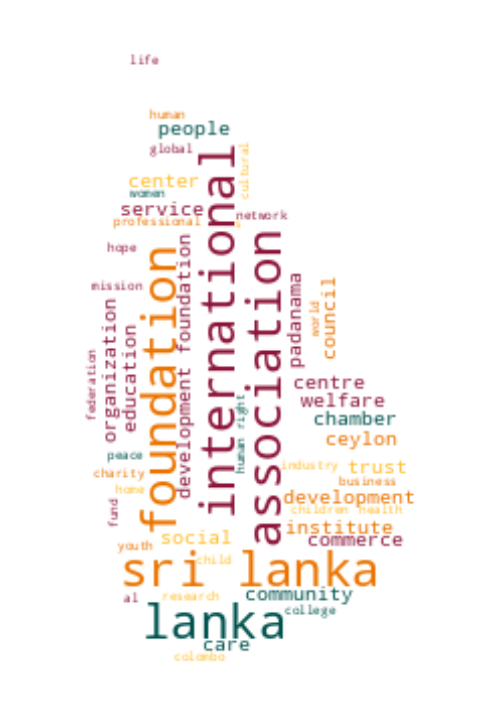 life
human
people
global
cultural
international
center
women
service
network
professional
association
hope
foundation
development foundation
mission
padanama
world
council
organization
education
federation
centre
welfare
human right
chamber
ceylon
peace
industry
trust
charity
business
home
development
children
health
fund
institute
social
commerce
youth
child
sri lanka
al
research
community
college
lanka
care
colombo